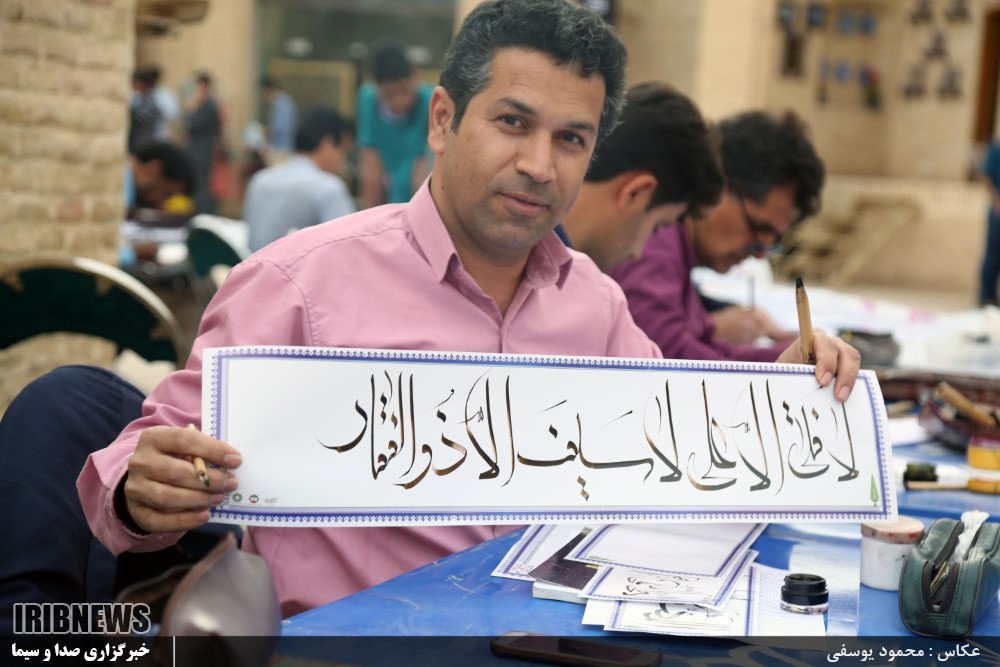 لا فتی الا علی لا سیف الا ذوالفقار
IRIBNEWS
خبرگزاری صدا و سیما
عکاس : محمود یوسفی